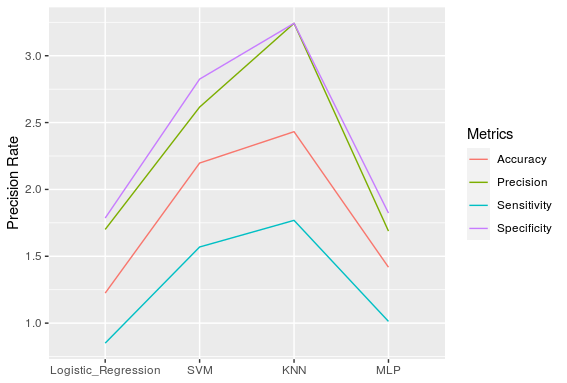 Precision Rate
3.0
2.5
2.0
1.5
1.0
Logistic_Regression SVM KNN MLP
Metrics
Accuracy
Precision
Sensitivity
Specificity